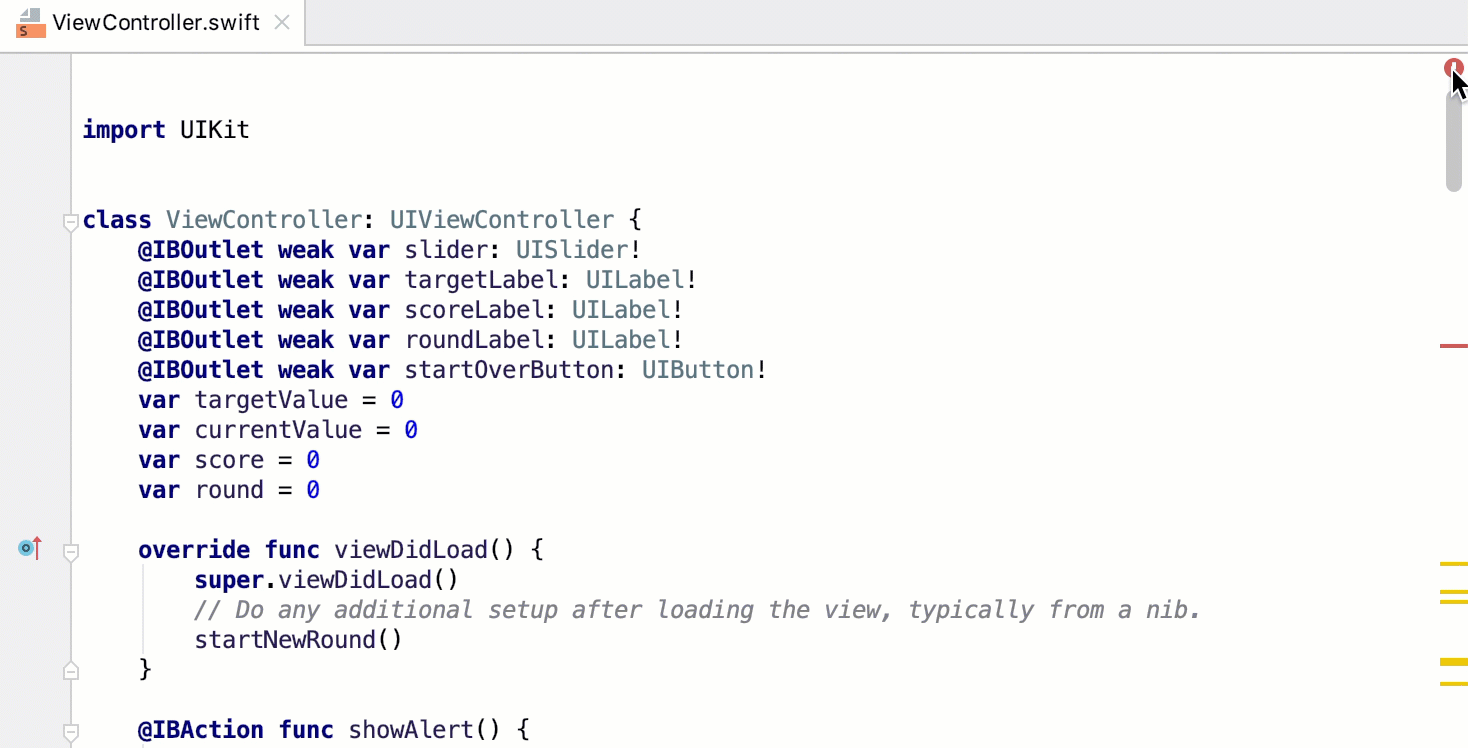 ViewController.swift
import UIKit
class ViewController: UIViewController {
@IBOutlet weak var slider: UISlider!
@IBOutlet weak var targetLabel: UILabel!
@IBOutlet weak var scoreLabel: UILabel!
@IBOutlet weak var roundLabel: UILabel!
@IBOutlet weak var startOverButton: UIButton!
var targetValue = 0
var currentValue = 0
var score = 0
var round = 0
override func viewDidLoad() {
super.viewDidLoad()
// Do any additional setup after loading the view, typically from a nib.
startNewRound()
}
@IBAction func showAlert() {